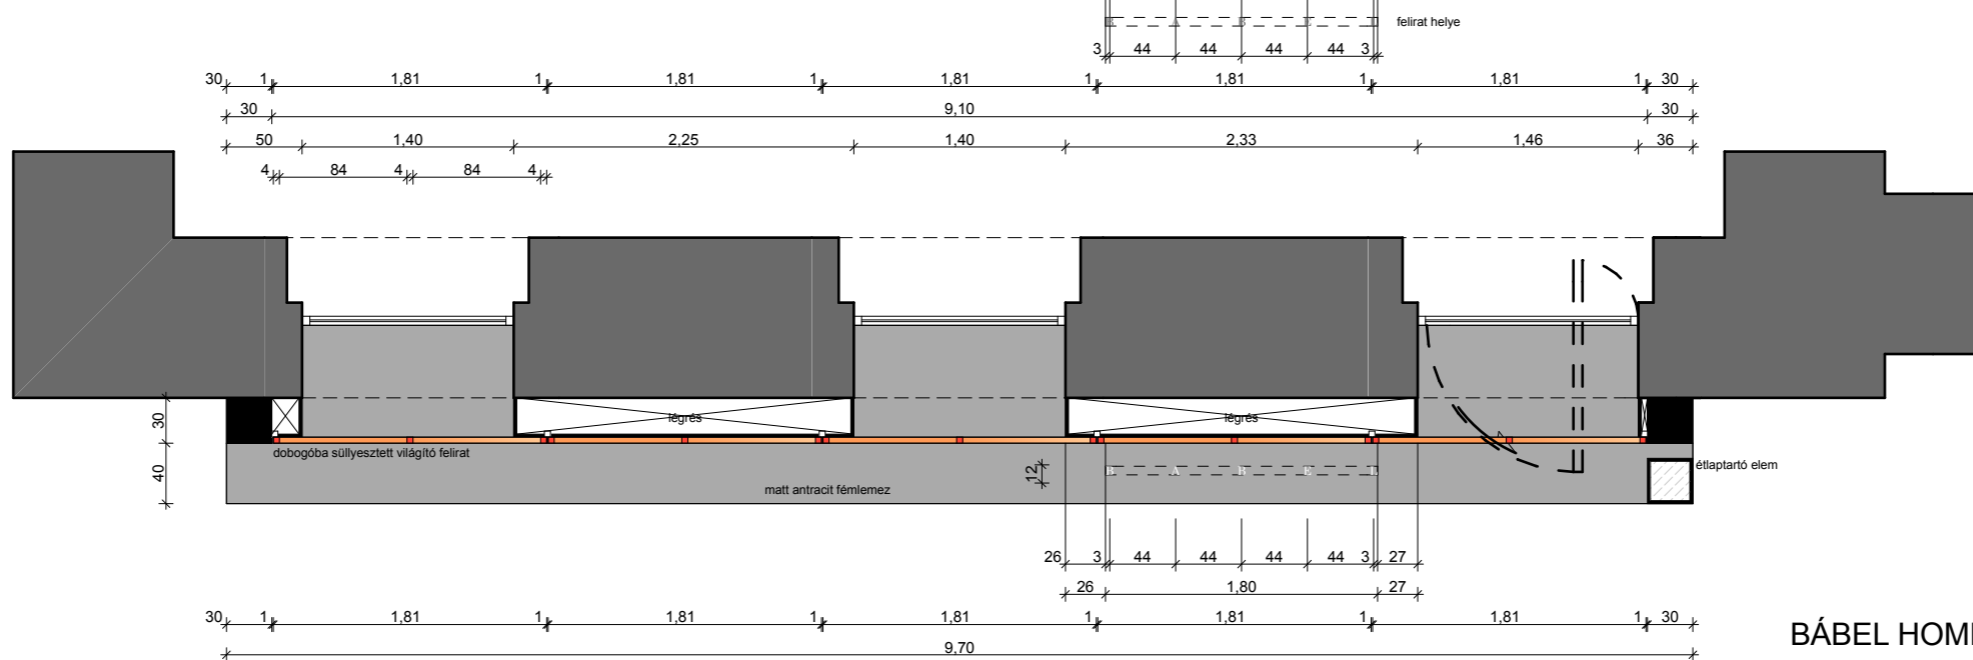 B A B E L felirat helye
3 44 44 44 44 3
30 1 1,81 1 1,81 1 1,81 1 1,81 1 1,81 1 30
30 9,10 30
50 1,40 2,25 1,40 2,33 1,46 36
4 84 4 84 4
30
légrés légrés
dobogóba süllyesztett világító felirat
40
12
B A B E L
étlaptartó elem
matt antracit fémlemez
26 3 44 44 44 44 3 27
26 1,80 27
30 1 1,81 1 1,81 1 1,81 1 1,81 1 1,81 1 30
9,70
BÁBEL HOM